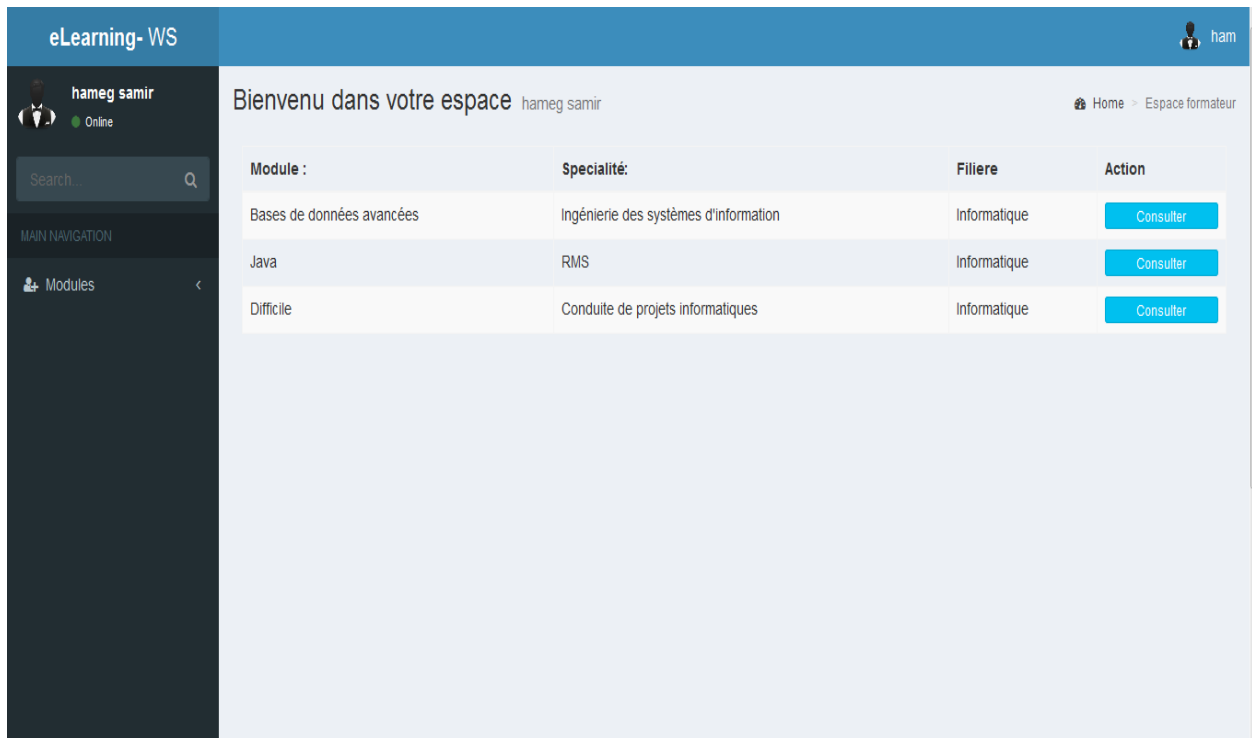 eLearning- WS
ham
hameg samir
Online
Search...
MAIN NAVIGATION
Modules
Bienvenu dans votre espace hameg samir
Home > Espace formateur
Module : Specialité: Filiere Action
Bases de données avancées Ingénierie des systèmes d'information Informatique Consulter
Java RMS Informatique Consulter
Difficile Conduite de projets informatiques Informatique Consulter